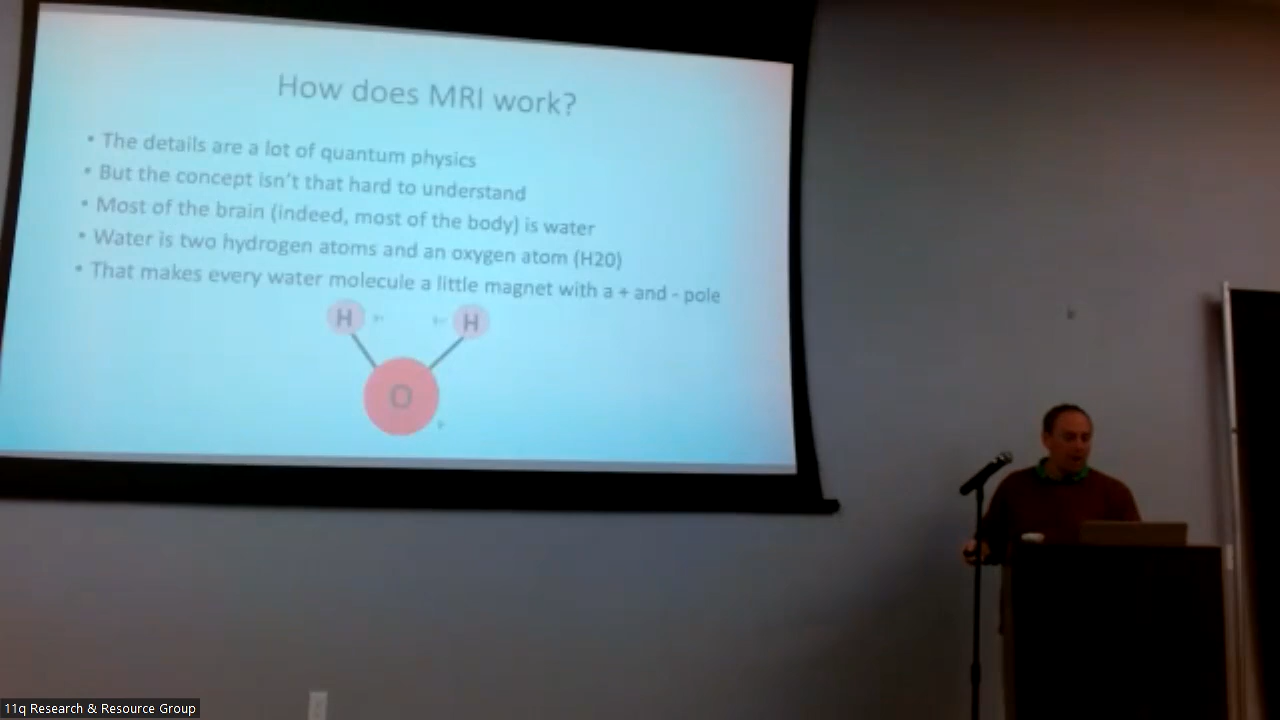 How does MRI work?
• The details are a lot of quantum physics
• But the concept isn't that hard to understand
• Most of the brain (indeed, most of the body) is water
• Water is two hydrogen atoms and an oxygen atom (H20)
• That makes every water molecule a little magnet with a + and - pole
H H
O
11q Research & Resource Group